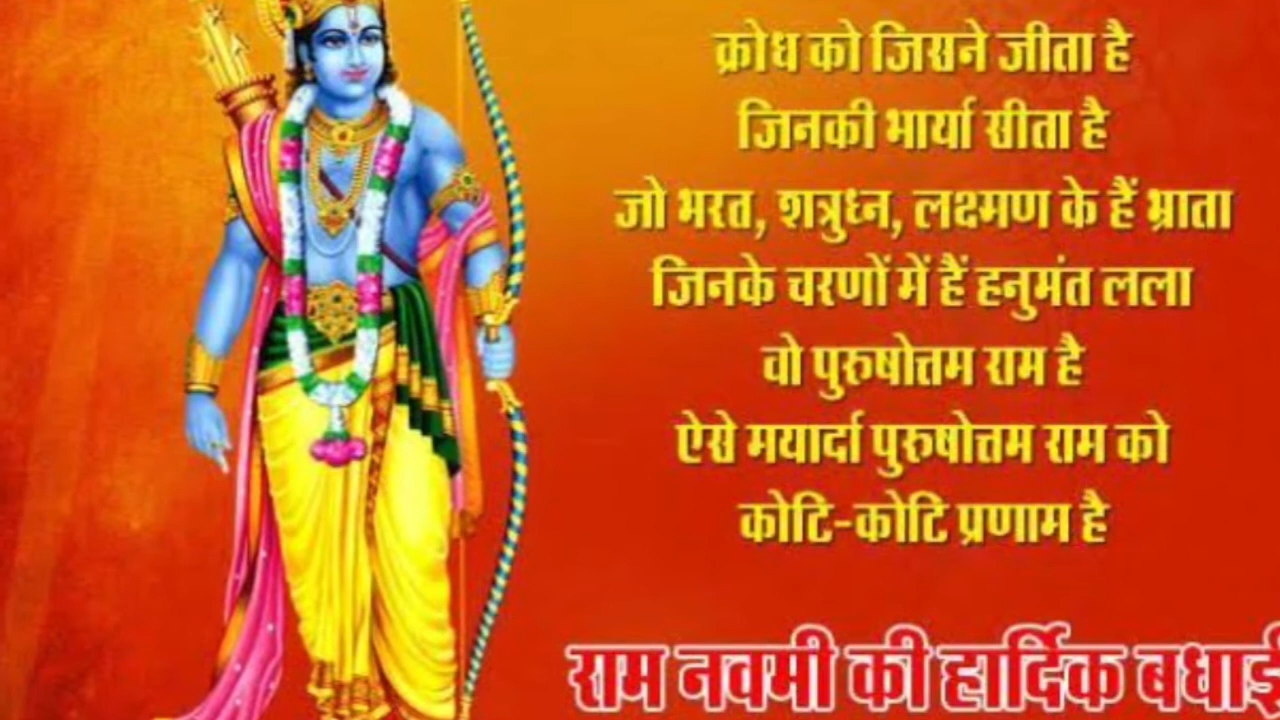 क्रोध को जिसने जीता है
जिनकी भार्या सीता है
जो भरत, शत्रुध्न, लक्ष्मण के हैं भ्राता
जिनके चरणों में हैं हनुमंत लला
वो पुरुषोत्तम राम है
ऐसे मयार्दा पुरुषोत्तम राम को
कोटि-कोटि प्रणाम है
राम नवमी की हार्दिक बधाई